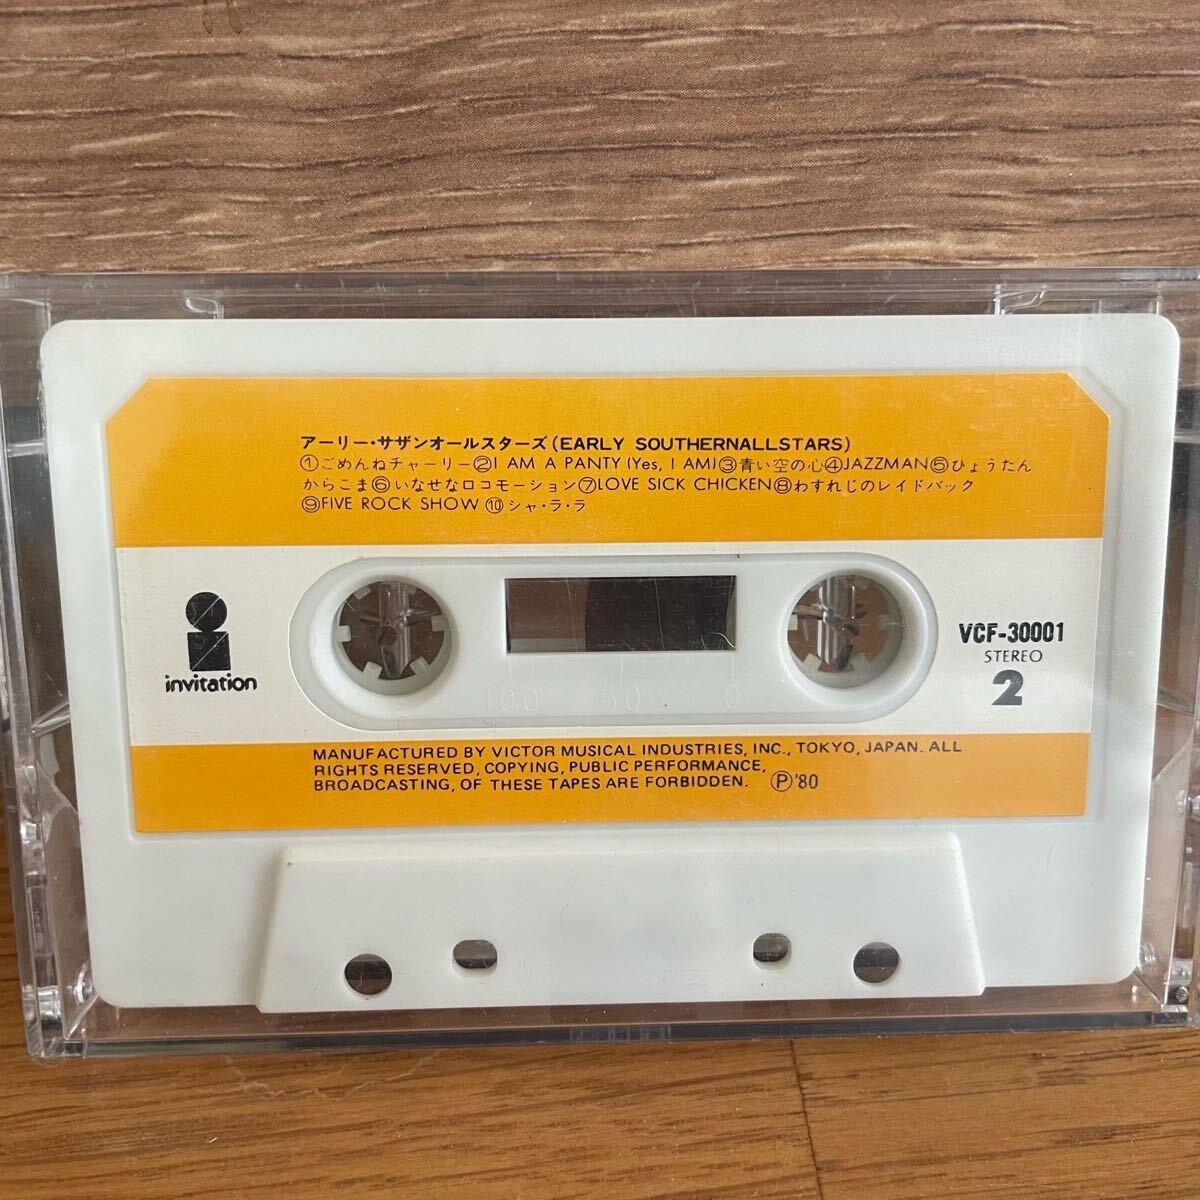 アーリー・サザンオールスターズ(EARLY SOUTHERNALLSTARS)
①ごめんねチャーリー②I AM A PANTY(Yes, I AM)③青い空の心④JAZZMAN⑤ひょうたん
からこま⑥いなせなロコモーション⑦LOVE SICK CHICKEN⑧わすれじのレイドバック
⑨FIVE ROCK SHOW ⑩シャ・ラ・ラ
invitation
100 50 0
VCF-30001
STEREO
2
MANUFACTURED BY VICTOR MUSICAL INDUSTRIES, INC., TOKYO, JAPAN. ALL
RIGHTS RESERVED, COPYING, PUBLIC PERFORMANCE,
BROADCASTING, OF THESE TAPES ARE FORBIDDEN. Ⓟ'80